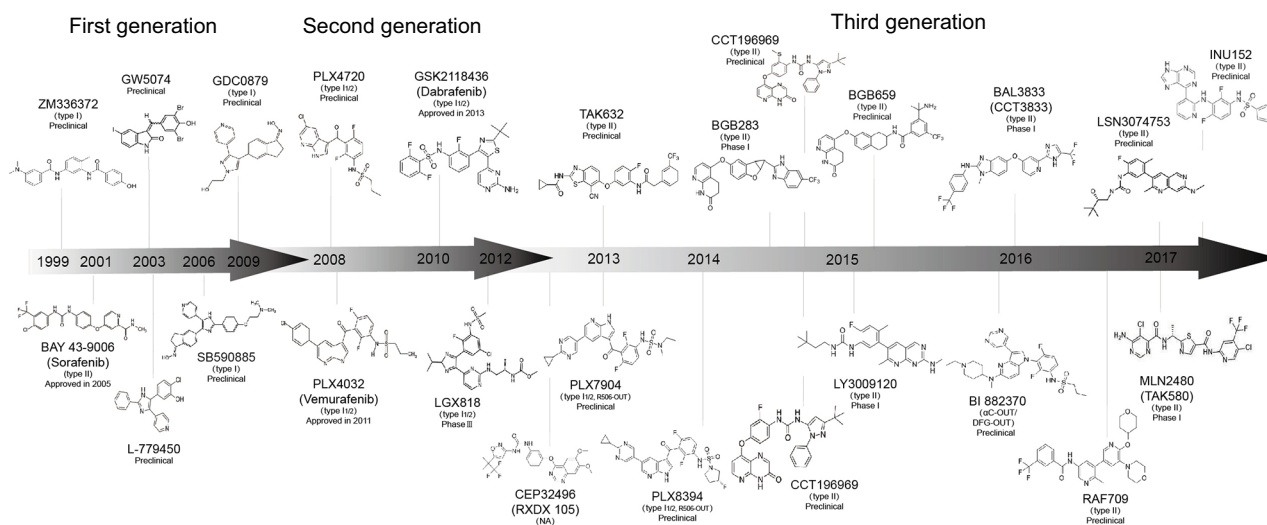 First generation
Second generation
Third generation
ZM336372
(type I)
Preclinical
GW5074
Preclinical
GDC0879
(type I)
Preclinical
PLX4720
(type I1/2)
Preclinical
GSK2118436
(Dabrafenib)
(type I1/2)
Approved in 2013
TAK632
(type II)
Preclinical
CCT196969
(type II)
Preclinical
BGB283
(type II)
Phase I
BGB659
(type II)
Preclinical
BAL3833
(CCT3833)
(type II)
Phase I
LSN3074753
(type II)
Preclinical
INU152
(type II)
Preclinical
1999
2001
2003
2006
2009
2008
2010
2012
2013
2014
2015
2016
2017
BAY 43-9006
(Sorafenib)
(type II)
Approved in 2005
L-779450
Preclinical
SB590885
(type I)
Preclinical
PLX4032
(Vemurafenib)
(type I1/2)
Approved in 2011
LGX818
(type I1/2)
Phase III
CEP32496
(RXDX 105)
(NA)
PLX7904
(type I1/2, R506-OUT)
Preclinical
PLX8394
(type I1/2, R506-OUT)
Preclinical
CCT196969
(type II)
Preclinical
LY3009120
(type II)
Phase I
BI 882370
(αC-OUT/
DFG-OUT)
Preclinical
RAF709
(type II)
Preclinical
MLN2480
(TAK580)
(type II)
Phase I